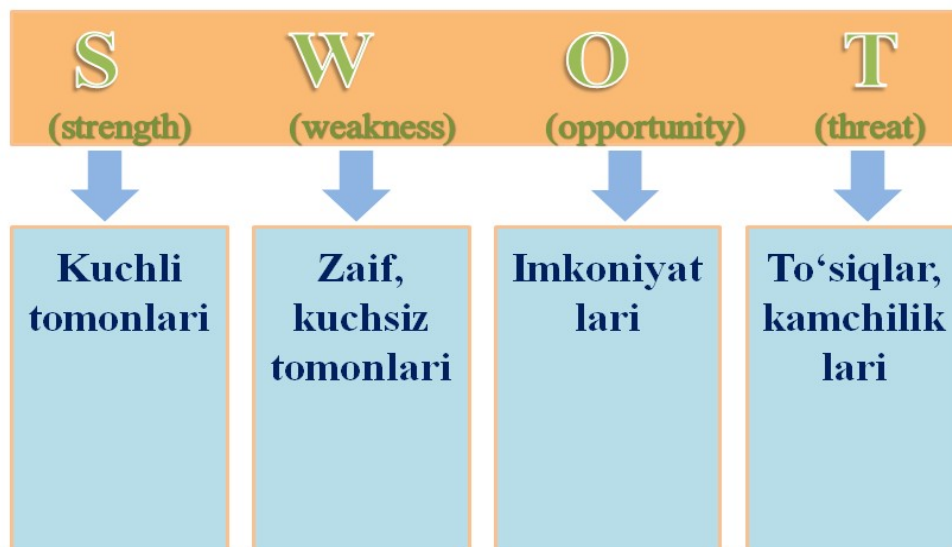 S W O T
(strength) (weakness) (opportunity) (threat)
Kuchli
tomonlari
Zaif,
kuchsiz
tomonlari
Imkoniyat
lari
To‘siqlar,
kamchilik
lari